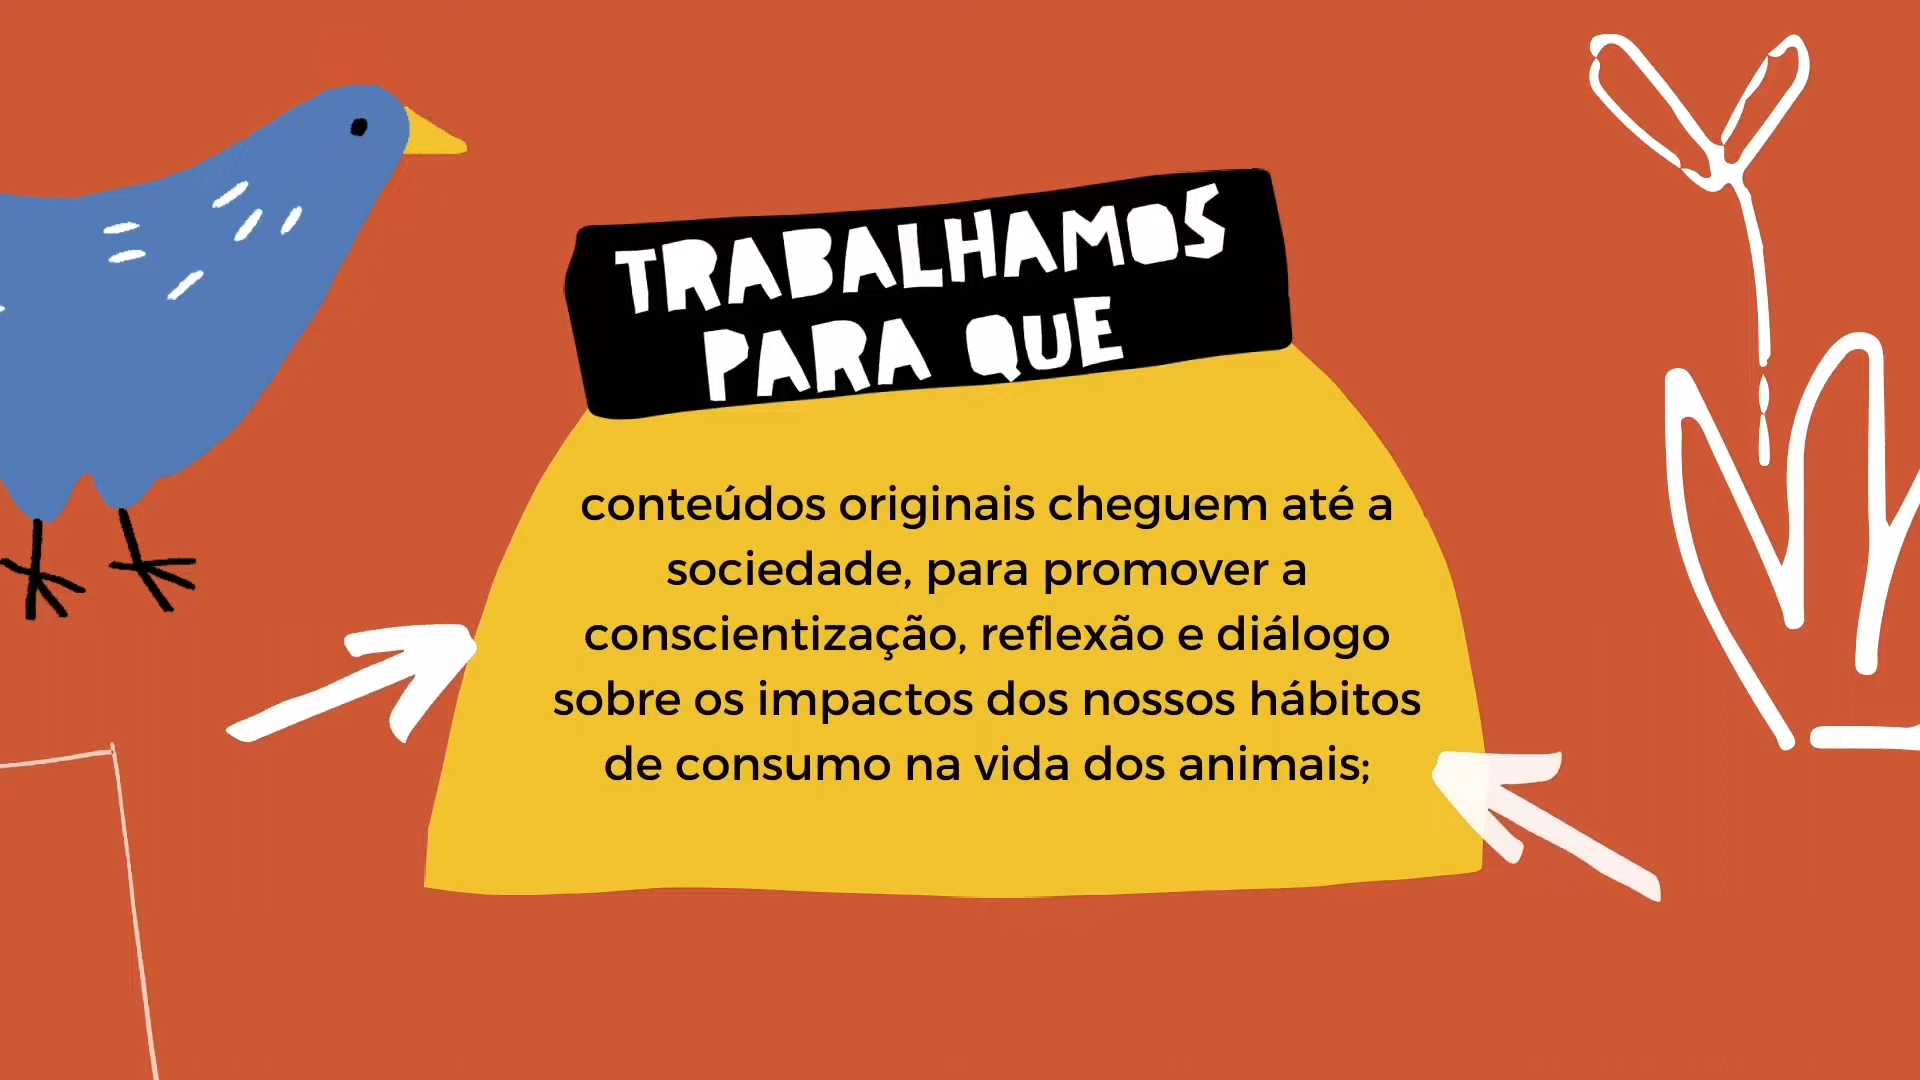 TRABALHAMOS
PARA QUE
conteúdos originais cheguem até a
sociedade, para promover a
conscientização, reflexão e diálogo
sobre os impactos dos nossos hábitos
de consumo na vida dos animais;